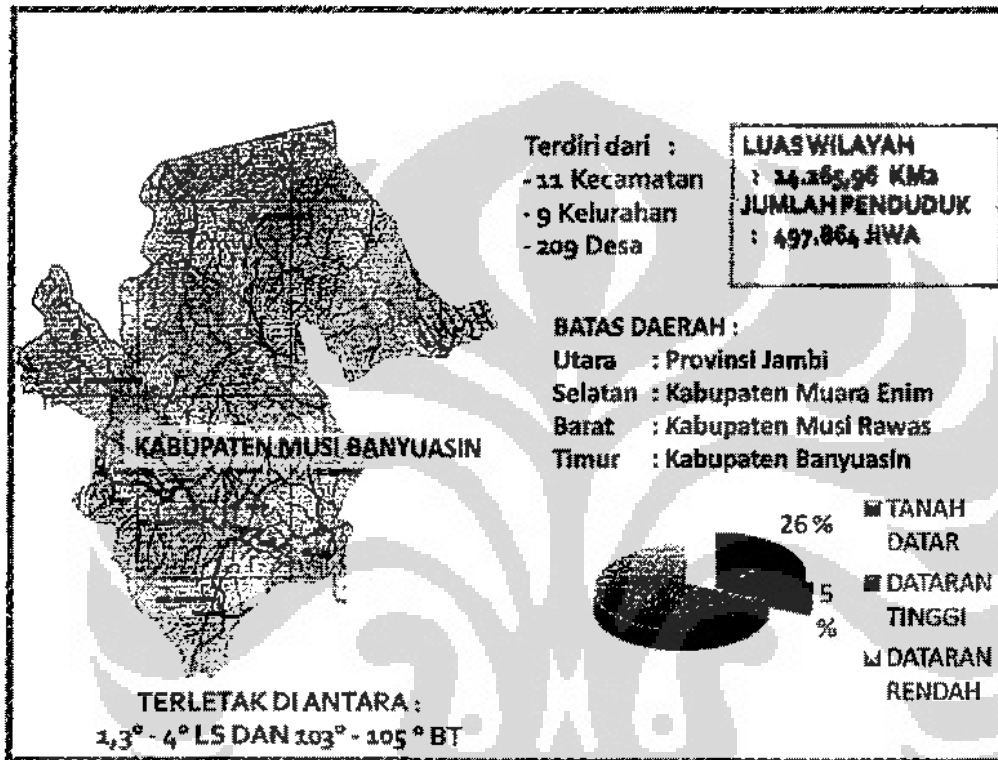 Terdiri dari :
- 11 Kecamatan
- 9 Kelurahan
- 209 Desa
LUAS WILAYAH
: 14.265,96 KM2
JUMLAH PENDUDUK
: 497.864 JIWA
BATAS DAERAH :
Utara : Provinsi Jambi
Selatan : Kabupaten Muara Enim
Barat : Kabupaten Musi Rawas
Timur : Kabupaten Banyuasin
KABUPATEN MUSI BANYUASIN
26 %
5
%
TANAH
DATAR
DATARAN
TINGGI
DATARAN
RENDAH
TERLETAK DI ANTARA :
1,3° - 4° LS DAN 103° - 105° BT